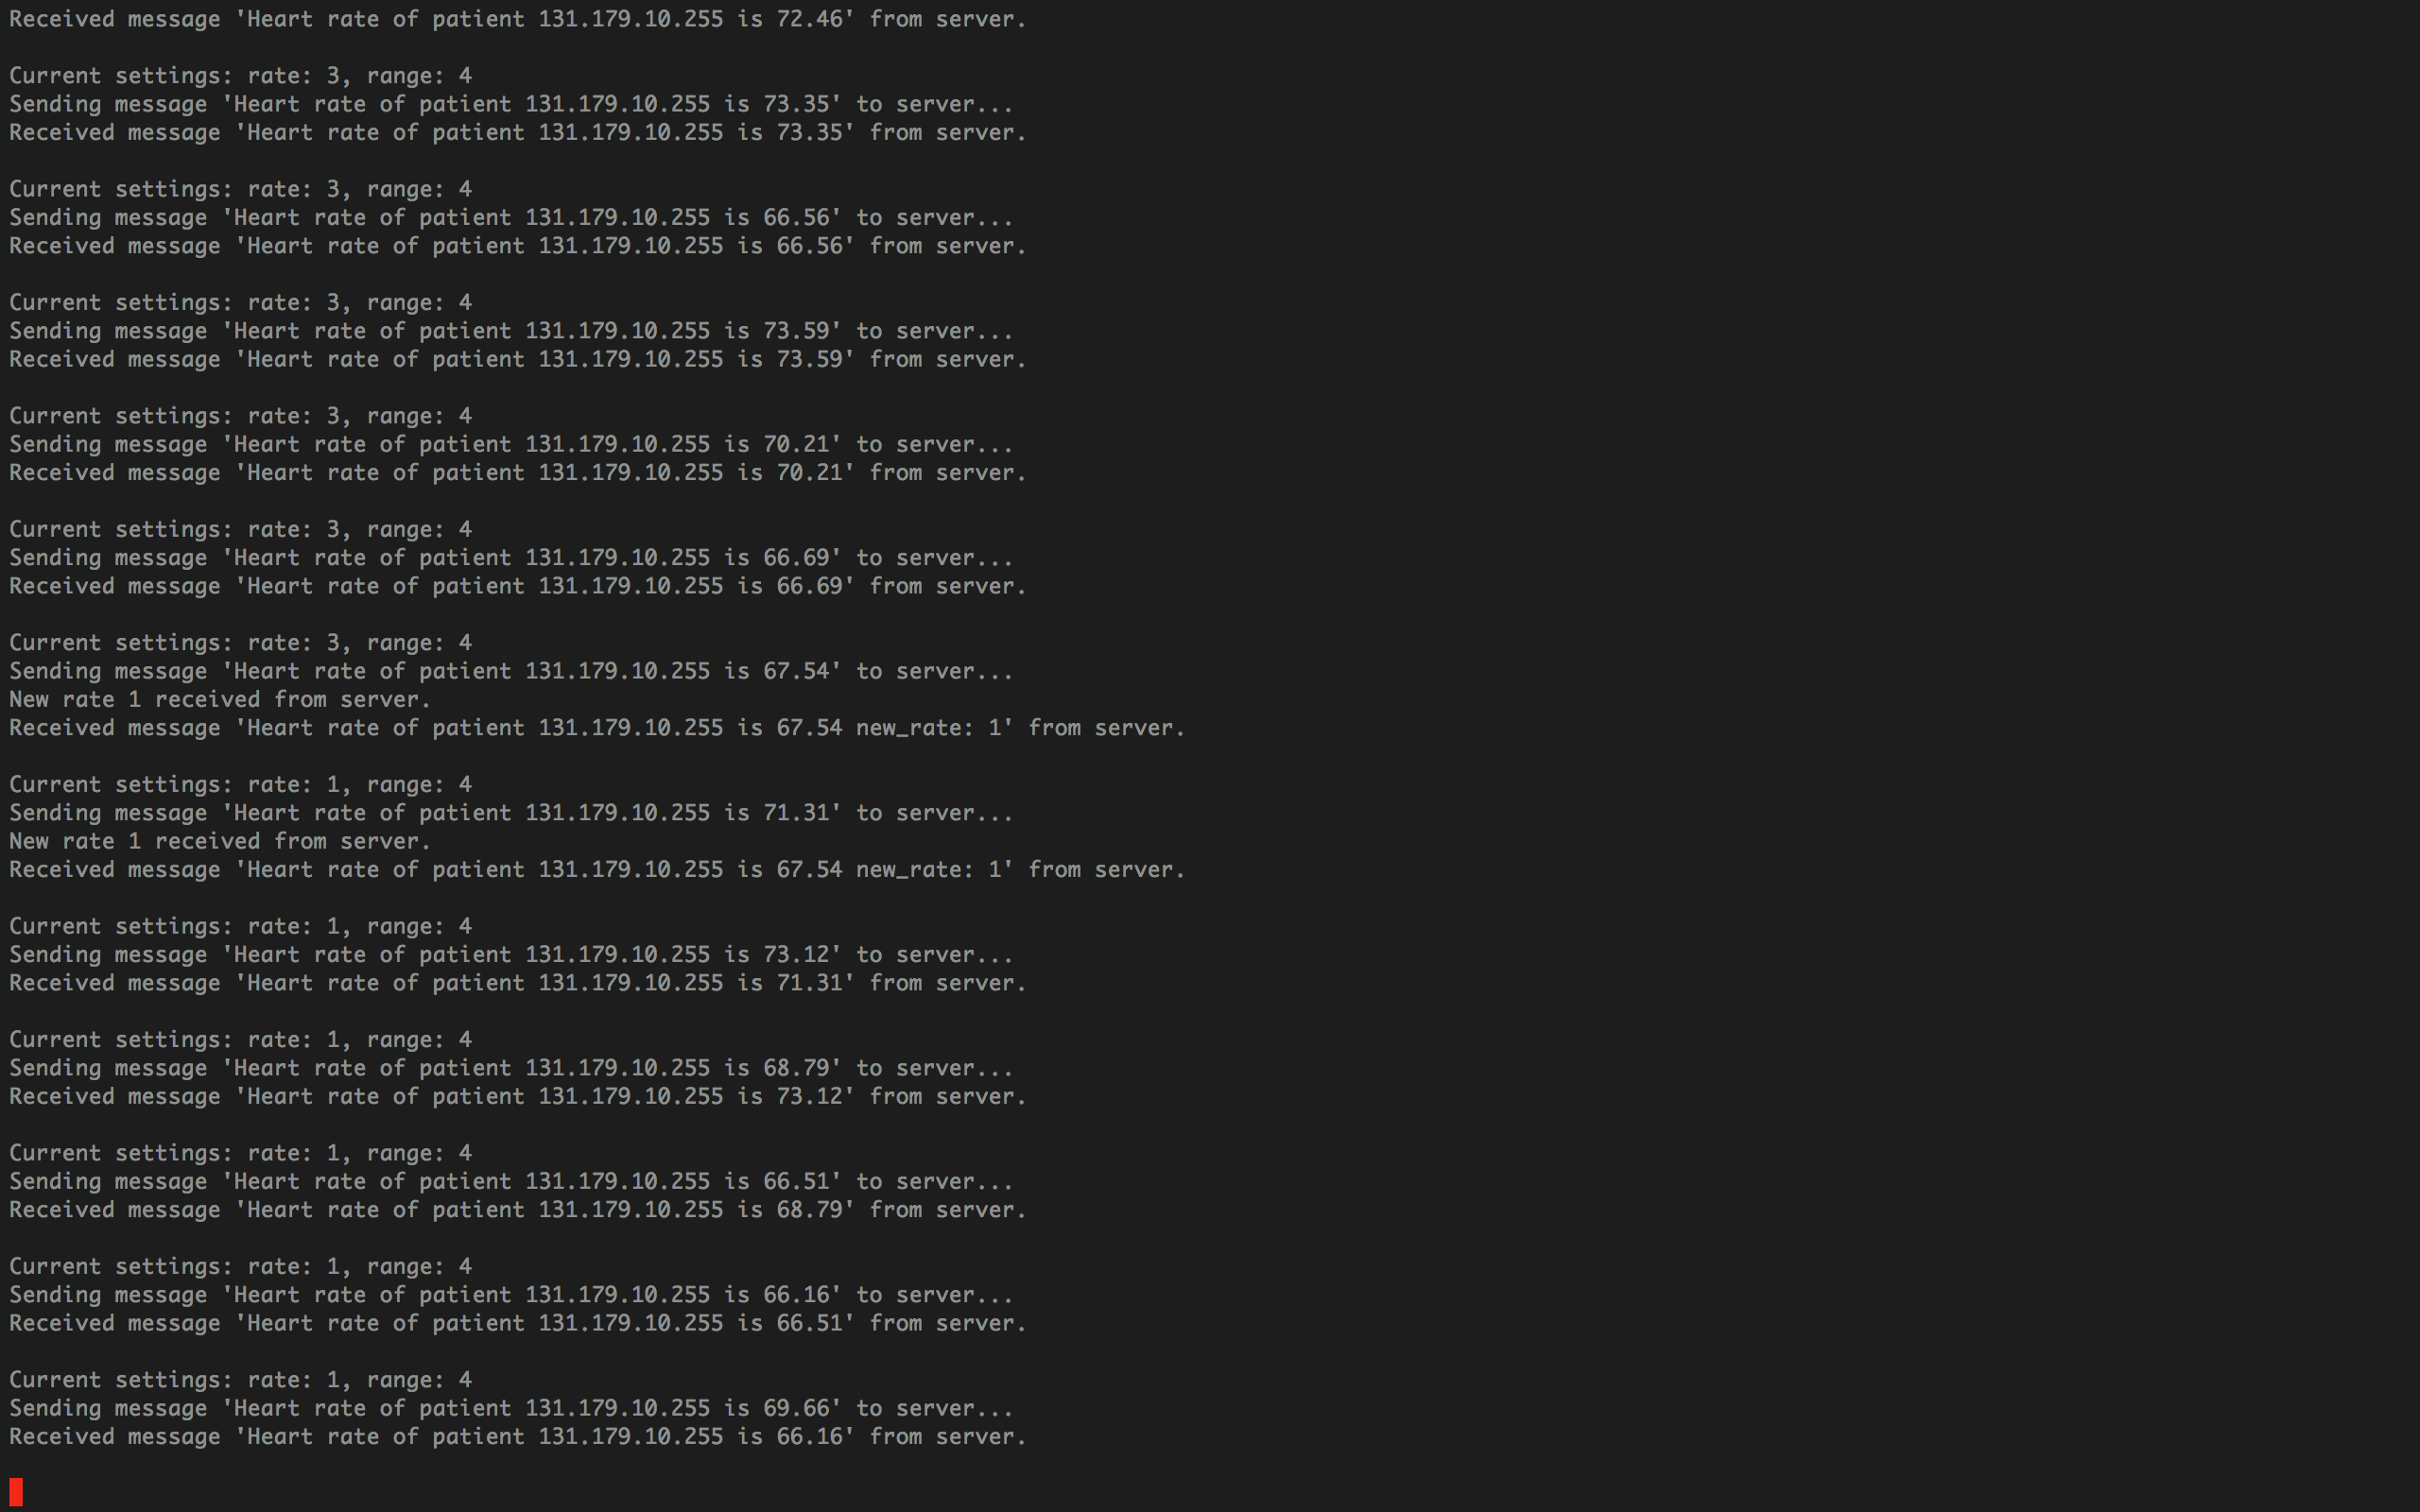 Received message 'Heart rate of patient 131.179.10.255 is 72.46' from server.
Current settings: rate: 3, range: 4
Sending message 'Heart rate of patient 131.179.10.255 is 73.35' to server...
Received message 'Heart rate of patient 131.179.10.255 is 73.35' from server.
Current settings: rate: 3, range: 4
Sending message 'Heart rate of patient 131.179.10.255 is 66.56' to server...
Received message 'Heart rate of patient 131.179.10.255 is 66.56' from server.
Current settings: rate: 3, range: 4
Sending message 'Heart rate of patient 131.179.10.255 is 73.59' to server...
Received message 'Heart rate of patient 131.179.10.255 is 73.59' from server.
Current settings: rate: 3, range: 4
Sending message 'Heart rate of patient 131.179.10.255 is 70.21' to server...
Received message 'Heart rate of patient 131.179.10.255 is 70.21' from server.
Current settings: rate: 3, range: 4
Sending message 'Heart rate of patient 131.179.10.255 is 66.69' to server...
Received message 'Heart rate of patient 131.179.10.255 is 66.69' from server.
Current settings: rate: 3, range: 4
Sending message 'Heart rate of patient 131.179.10.255 is 67.54' to server...
New rate 1 received from server.
Received message 'Heart rate of patient 131.179.10.255 is 67.54 new_rate: 1' from server.
Current settings: rate: 1, range: 4
Sending message 'Heart rate of patient 131.179.10.255 is 71.31' to server...
New rate 1 received from server.
Received message 'Heart rate of patient 131.179.10.255 is 67.54 new_rate: 1' from server.
Current settings: rate: 1, range: 4
Sending message 'Heart rate of patient 131.179.10.255 is 73.12' to server...
Received message 'Heart rate of patient 131.179.10.255 is 71.31' from server.
Current settings: rate: 1, range: 4
Sending message 'Heart rate of patient 131.179.10.255 is 68.79' to server...
Received message 'Heart rate of patient 131.179.10.255 is 73.12' from server.
Current settings: rate: 1, range: 4
Sending message 'Heart rate of patient 131.179.10.255 is 66.51' to server...
Received message 'Heart rate of patient 131.179.10.255 is 68.79' from server.
Current settings: rate: 1, range: 4
Sending message 'Heart rate of patient 131.179.10.255 is 66.16' to server...
Received message 'Heart rate of patient 131.179.10.255 is 66.51' from server.
Current settings: rate: 1, range: 4
Sending message 'Heart rate of patient 131.179.10.255 is 69.66' to server...
Received message 'Heart rate of patient 131.179.10.255 is 66.16' from server.